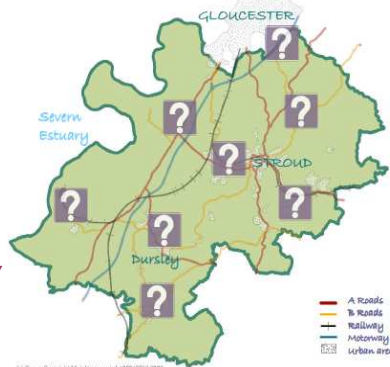 GLOUCESTER
?
?
?
Severn
Estuary
?
STROUD
?
?
?
Dursley
?
A Roads
B Roads
Railway
Motorway
Urban area